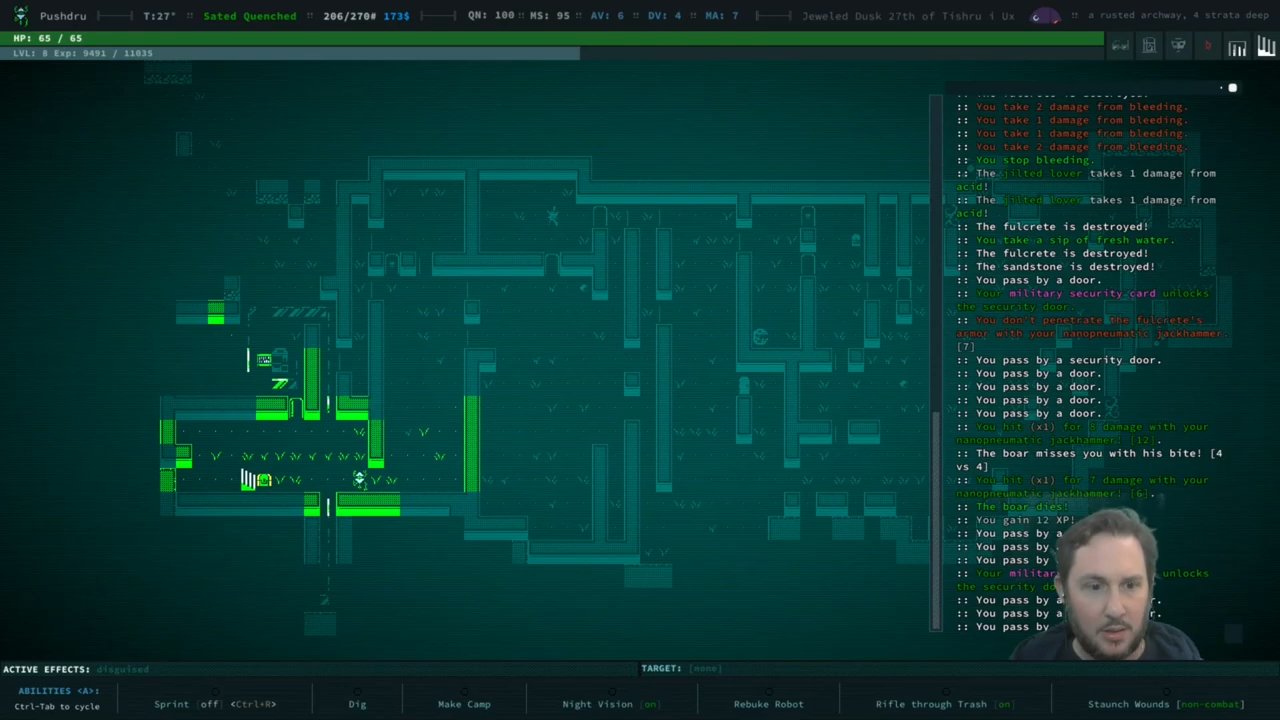 Pushdru T:27° Sated Quenched 206/270# 173$ QN: 100 MS: 95 AV: 6 DV: 4 MA: 7 Jeweled Dusk 27th of Tishru i Ux a rusted archway, 4 strata deep
HP: 65 / 65
LVL: 8 Exp: 9491 / 11035
:: You take 2 damage from bleeding.
:: You take 1 damage from bleeding.
:: You take 1 damage from bleeding.
:: You take 2 damage from bleeding.
:: You stop bleeding.
:: The jilted lover takes 1 damage from
acid!
:: The jilted lover takes 1 damage from
acid!
:: The fulcrete is destroyed!
:: You take a sip of fresh water.
:: The fulcrete is destroyed!
:: The sandstone is destroyed!
:: You pass by a door.
:: Your military security card unlocks
the security door.
:: You don't penetrate the fulcrete's
armor with your nanopneumatic jackhammer.
[7]
:: You pass by a security door.
:: You pass by a door.
:: You pass by a door.
:: You pass by a door.
:: You pass by a door.
:: You hit (x1) for 8 damage with your
nanopneumatic jackhammer! [12].
:: The boar misses you with his bite! [4
vs 4]
:: You hit (x1) for 7 damage with your
nanopneumatic jackhammer! [6].
:: The boar dies!
:: You gain 12 XP!
:: You pass by a
:: You pass by
:: You pass by
:: Your unlocks
the security
:: You pass by
:: You pass by
:: You pass by
ACTIVE EFFECTS: disguised TARGET: [none]
ABILITIES <A>:
Ctrl-Tab to cycle
Sprint [off] <Ctrl+R> Dig Make Camp Night Vision [on] Rebuke Robot Rifle through Trash [on] Staunch Wounds [non-combat]